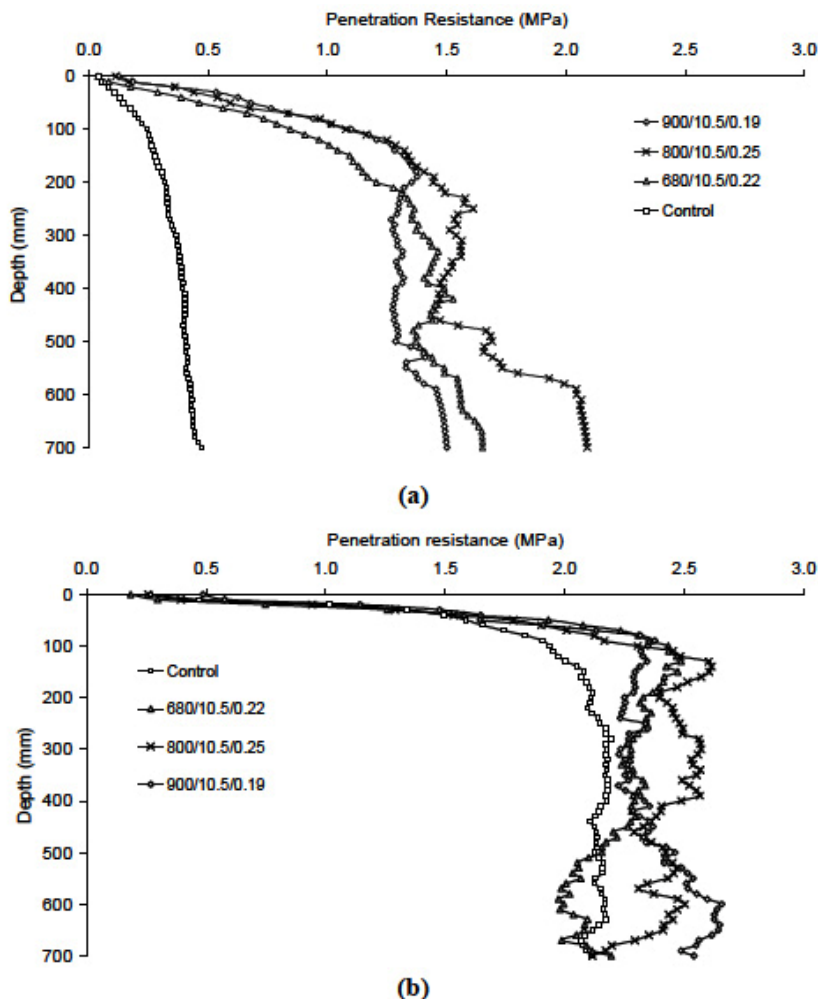 Penetration Resistance (MPa)
0.0 0.5 1.0 1.5 2.0 2.5 3.0
0
100
200
300
400
500
600
700
Depth (mm)
900/10.5/0.19
800/10.5/0.25
680/10.5/0.22
Control
(a)
Penetration resistance (MPa)
0.0 0.5 1.0 1.5 2.0 2.5 3.0
0
100
200
300
400
500
600
700
Depth (mm)
Control
680/10.5/0.22
800/10.5/0.25
900/10.5/0.19
(b)